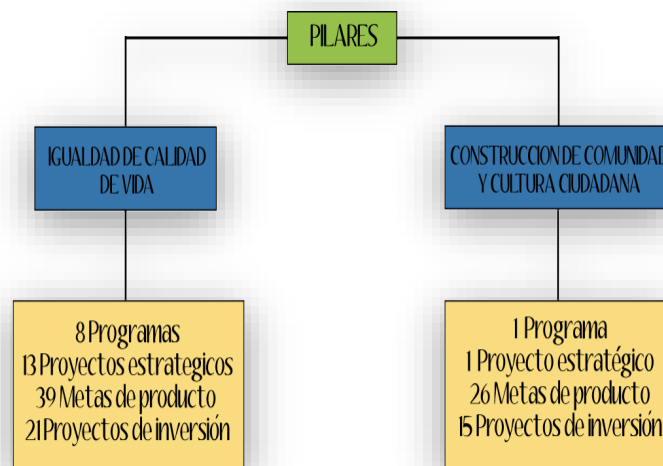 PILARES
IGUALDAD DE CALIDAD
DE VIDA
CONSTRUCCION DE COMUNIDAD
Y CULTURA CIUDADANA
8 Programas
13 Proyectos estrategicos
39 Metas de producto
21 Proyectos de inversión
1 Programa
1 Proyecto estratégico
26 Metas de producto
15 Proyectos de inversión